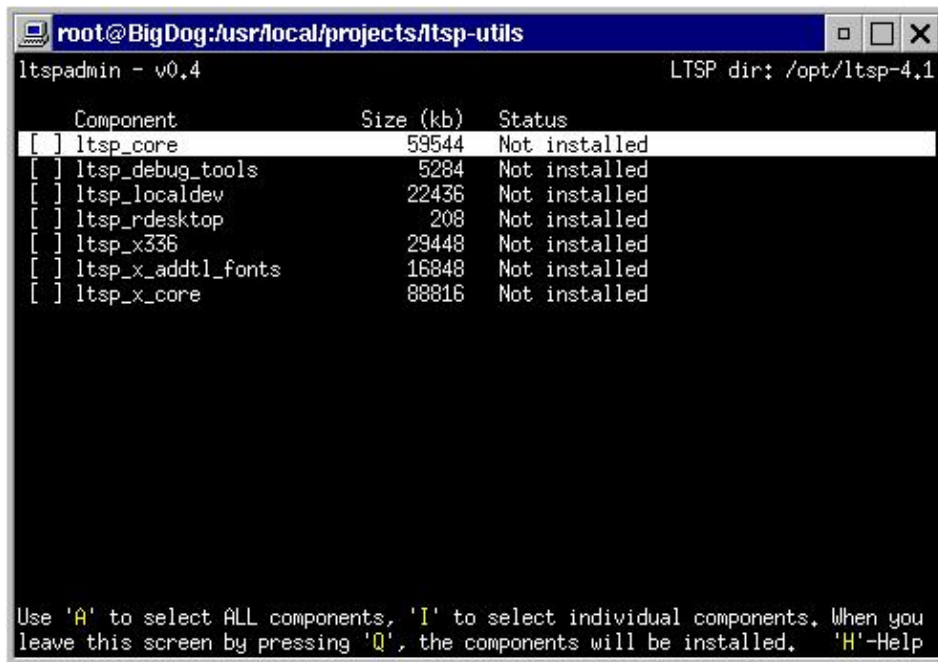 root@BigDog:/usr/local/projects/ltsp-utils
ltspadmin - v0.4 LTSP dir: /opt/ltsp-4.1
Component Size (kb) Status
[ ] ltsp_core 59544 Not installed
[ ] ltsp_debug_tools 5284 Not installed
[ ] ltsp_localdev 22436 Not installed
[ ] ltsp_rdesktop 208 Not installed
[ ] ltsp_x336 29448 Not installed
[ ] ltsp_x_addtl_fonts 16848 Not installed
[ ] ltsp_x_core 88816 Not installed
Use 'A' to select ALL components, 'I' to select individual components. When you
leave this screen by pressing 'Q', the components will be installed. 'H'-Help